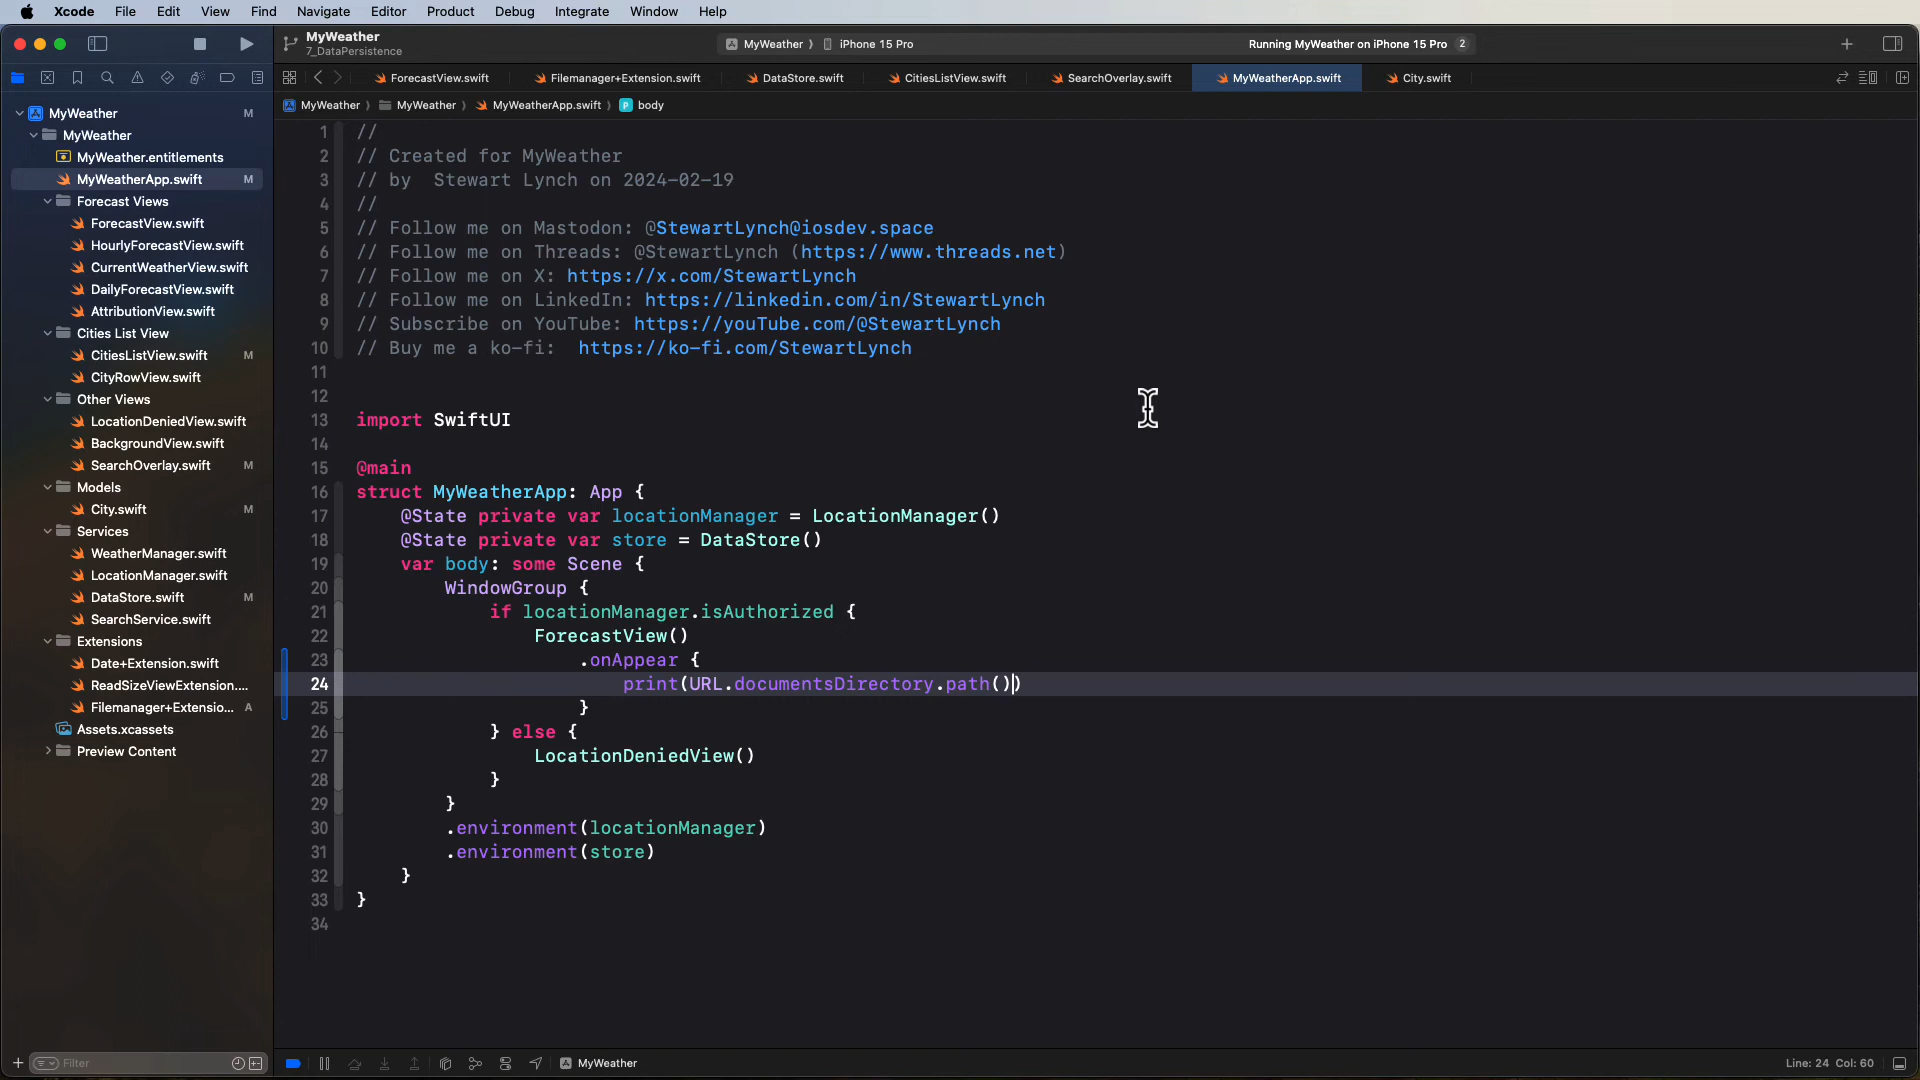 Xcode File Edit View Find Navigate Editor Product Debug Integrate Window Help
MyWeather
7_DataPersistence
MyWeather iPhone 15 Pro
Running MyWeather on iPhone 15 Pro 2
ForecastView.swift Filemanager+Extension.swift DataStore.swift CitiesListView.swift SearchOverlay.swift MyWeatherApp.swift City.swift
MyWeather MyWeather MyWeatherApp.swift body
MyWeather M
MyWeather
MyWeather.entitlements
MyWeatherApp.swift M
Forecast Views
ForecastView.swift
HourlyForecastView.swift
CurrentWeatherView.swift
DailyForecastView.swift
AttributionView.swift
Cities List View
CitiesListView.swift M
CityRowView.swift
Other Views
LocationDeniedView.swift
BackgroundView.swift
SearchOverlay.swift M
Models
City.swift M
Services
WeatherManager.swift
LocationManager.swift
DataStore.swift M
SearchService.swift
Extensions
Date+Extension.swift
ReadSizeViewExtension....
Filemanager+Extensio... A
Assets.xcassets
Preview Content
Filter
1 //
2 // Created for MyWeather
3 // by  Stewart Lynch on 2024-02-19
4 //
5 // Follow me on Mastodon: @StewartLynch@iosdev.space
6 // Follow me on Threads: @StewartLynch (https://www.threads.net)
7 // Follow me on X: https://x.com/StewartLynch
8 // Follow me on LinkedIn: https://linkedin.com/in/StewartLynch
9 // Subscribe on YouTube: https://youTube.com/@StewartLynch
10 // Buy me a ko-fi:  https://ko-fi.com/StewartLynch
11
12
13 import SwiftUI
14
15 @main
16 struct MyWeatherApp: App {
17     @State private var locationManager = LocationManager()
18     @State private var store = DataStore()
19     var body: some Scene {
20         WindowGroup {
21             if locationManager.isAuthorized {
22                 ForecastView()
23                     .onAppear {
24                         print(URL.documentsDirectory.path())
25                     }
26             } else {
27                 LocationDeniedView()
28             }
29         }
30         .environment(locationManager)
31         .environment(store)
32     }
33 }
34
MyWeather
Line: 24 Col: 60